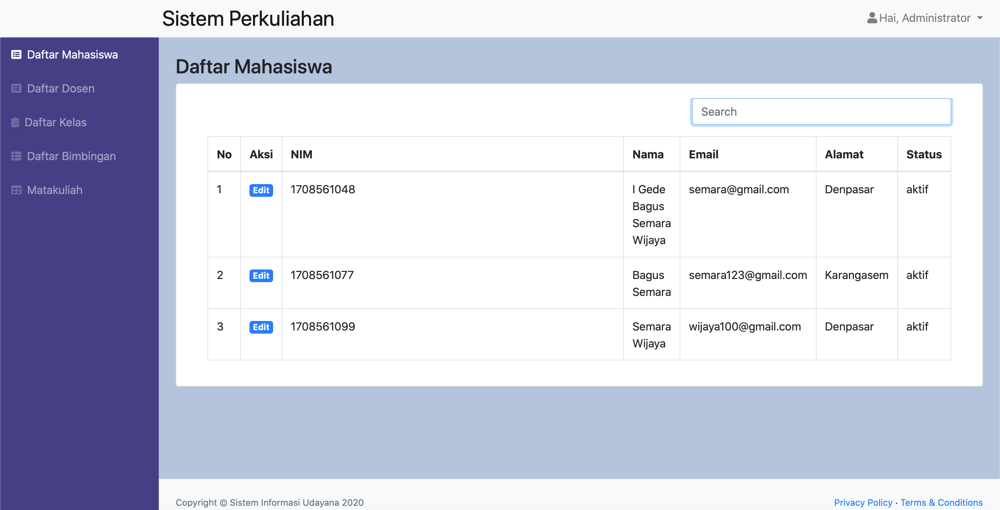 Sistem Perkuliahan
Hai, Administrator
Daftar Mahasiswa
Daftar Dosen
Daftar Kelas
Daftar Bimbingan
Matakuliah
Daftar Mahasiswa
Search
No Aksi NIM Nama Email Alamat Status
1 Edit 1708561048 I Gede semara@gmail.com Denpasar aktif
Bagus
Semara
Wijaya
2 Edit 1708561077 Bagus semara123@gmail.com Karangasem aktif
Semara
3 Edit 1708561099 Semara wijaya100@gmail.com Denpasar aktif
Wijaya
Copyright © Sistem Informasi Udayana 2020
Privacy Policy · Terms & Conditions